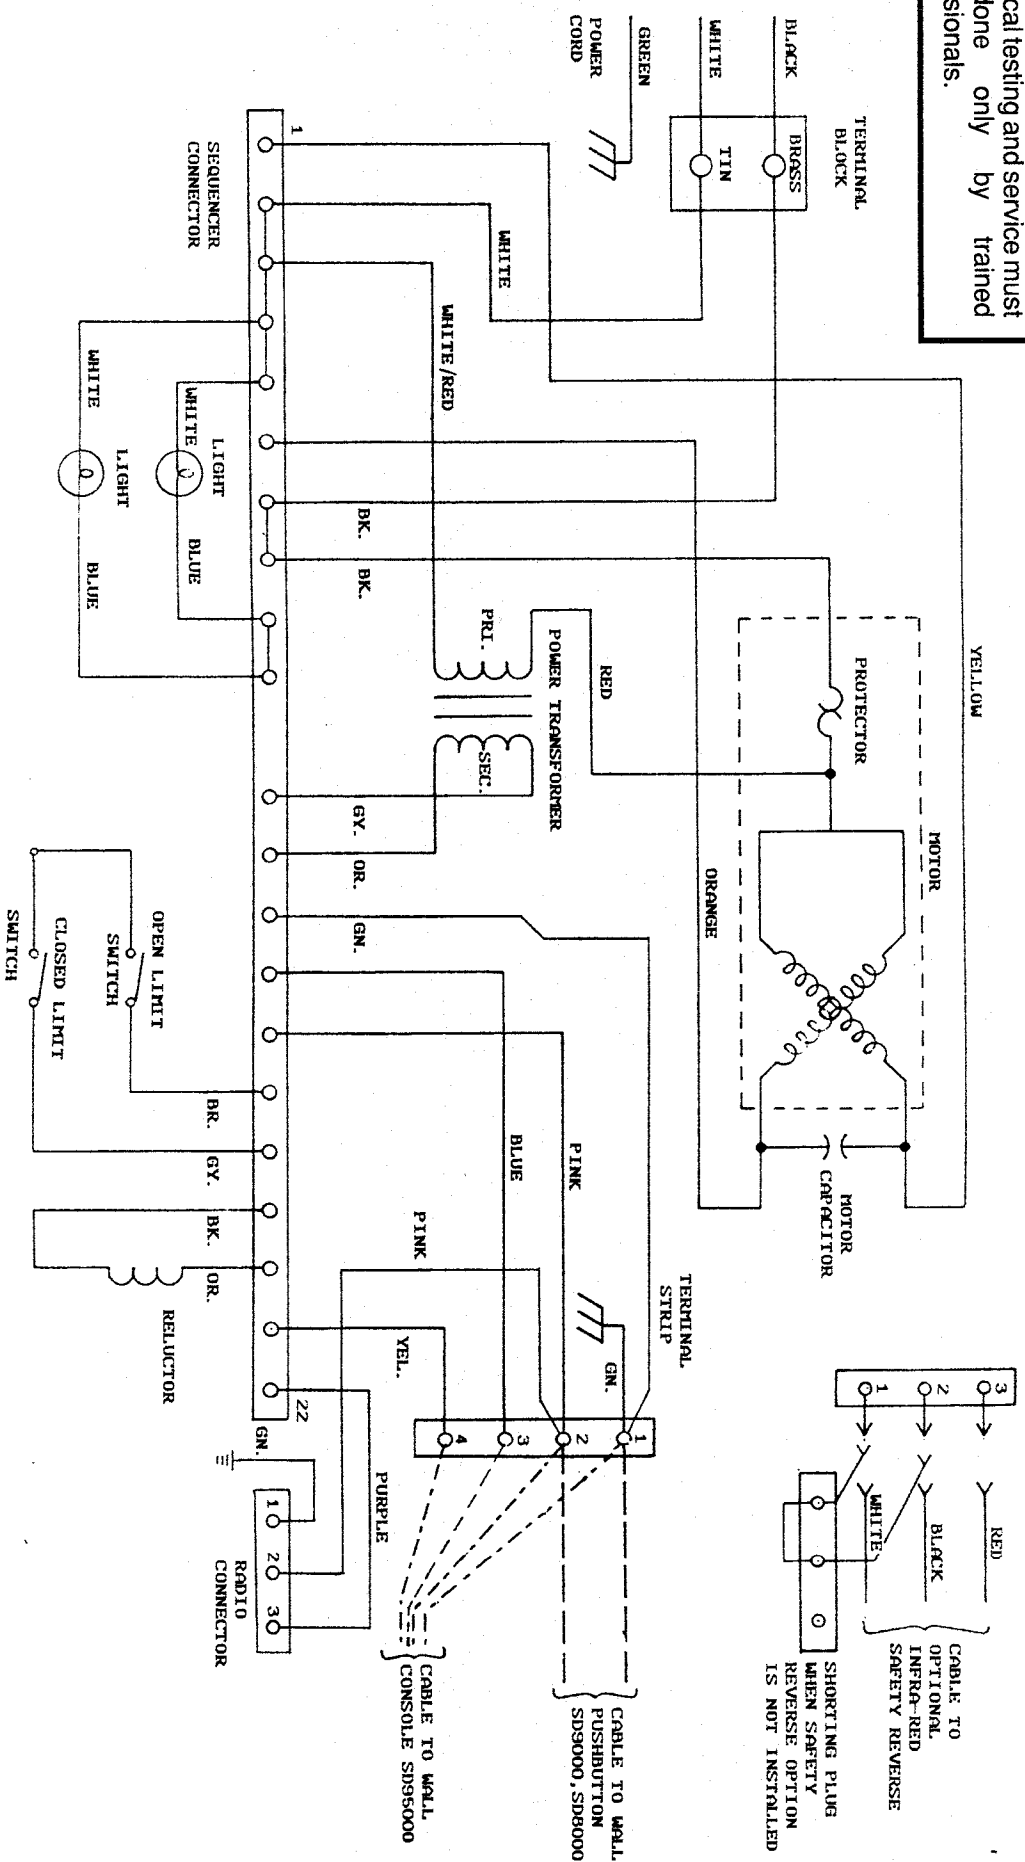 cal testing and service must
done only by trained
sionals.
BLACK
WHITE
GREEN
POWER
CORD
TERMINAL
BLOCK
BRASS
TIN
1
SEQUENCER
CONNECTOR
WHITE
WHITE/RED
WHITE
WHITE
LIGHT
LIGHT
BLUE
BLUE
BK.
BK.
PRI.
POWER TRANSFORMER
SEC.
RED
PROTECTOR
MOTOR
YELLOW
ORANGE
GY.
OR.
GN.
OPEN LIMIT
SWITCH
CLOSED LIMIT
SWITCH
BR.
GY.
BK.
OR.
RELUCTOR
BLUE
PINK
PINK
YEL.
MOTOR
CAPACITOR
TERMINAL
STRIP
GN.
22
GN.
1
2
3
4
PURPLE
1
2
3
RADIO
CONNECTOR
3
2
1
RED
BLACK
WHITE
CABLE TO
OPTIONAL
INFRA-RED
SAFETY REVERSE
SHORTING PLUG
WHEN SAFETY
REVERSE OPTION
IS NOT INSTALLED
CABLE TO WALL
PUSHBUTTON
SD9000,SD8000
CABLE TO WALL
CONSOLE SD95000